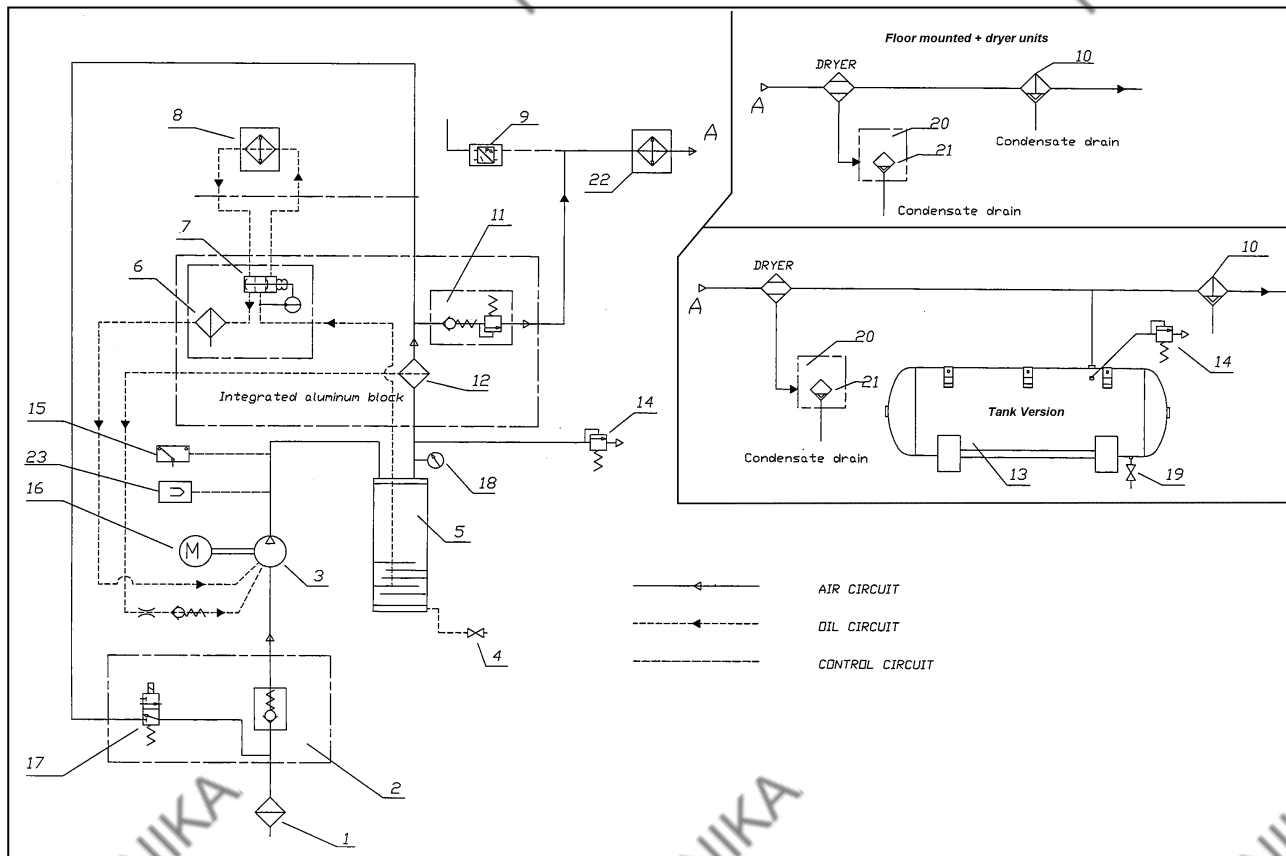 Floor mounted + dryer units
DRYER
10
A
20
21
Condensate drain
Condensate drain
8
9
A
22
7
11
6
12
Integrated aluminum block
15
14
23
18
16
M
5
3
4
17
2
1
DRYER
10
A
20
21
14
Tank Version
Condensate drain
13
19
AIR CIRCUIT
OIL CIRCUIT
CONTROL CIRCUIT
NIKA
NIKA